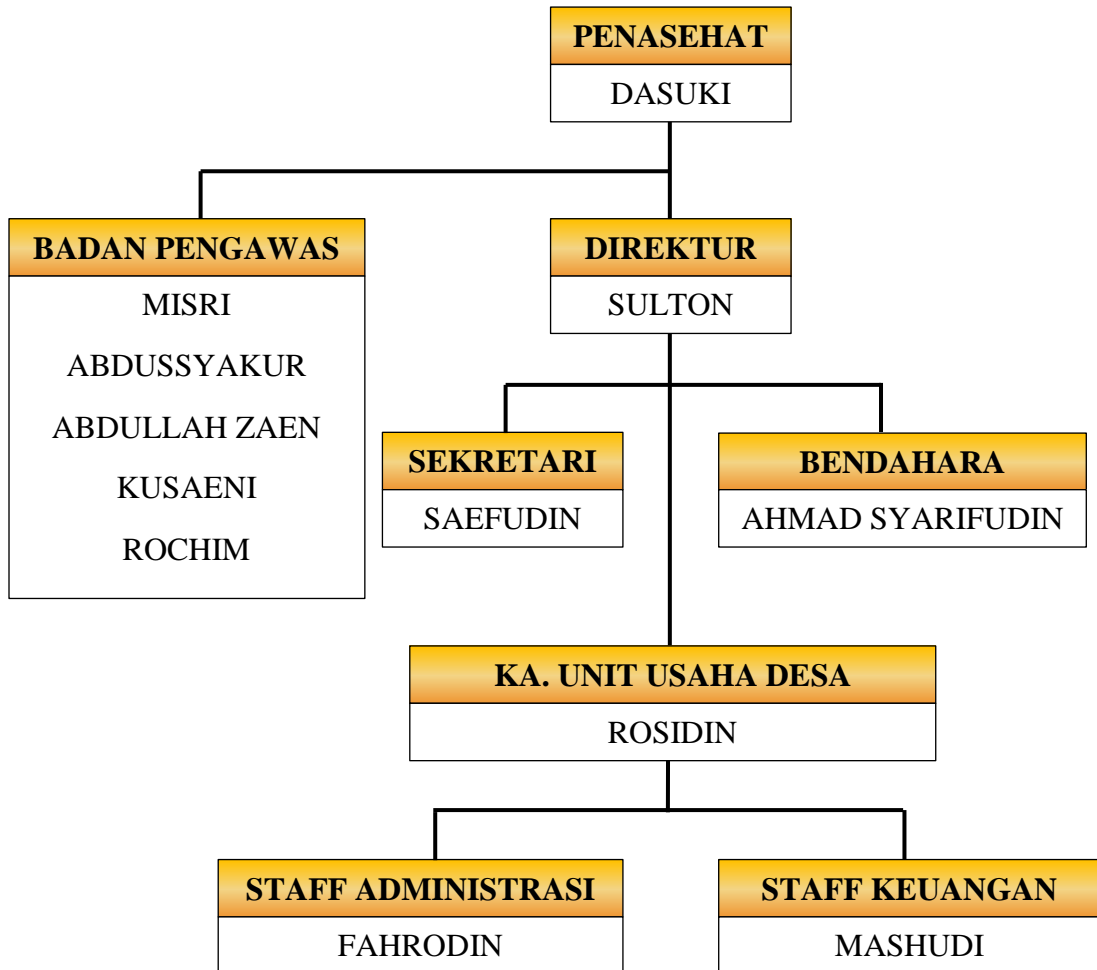 PENASEHAT
DASUKI
BADAN PENGAWAS
MISRI
ABDUSSYAKUR
ABDULLAH ZAEN
KUSAENI
ROCHIM
DIREKTUR
SULTON
SEKRETARI
SAEFUDIN
BENDAHARA
AHMAD SYARIFUDIN
KA. UNIT USAHA DESA
ROSIDIN
STAFF ADMINISTRASI
FAHRODIN
STAFF KEUANGAN
MASHUDI